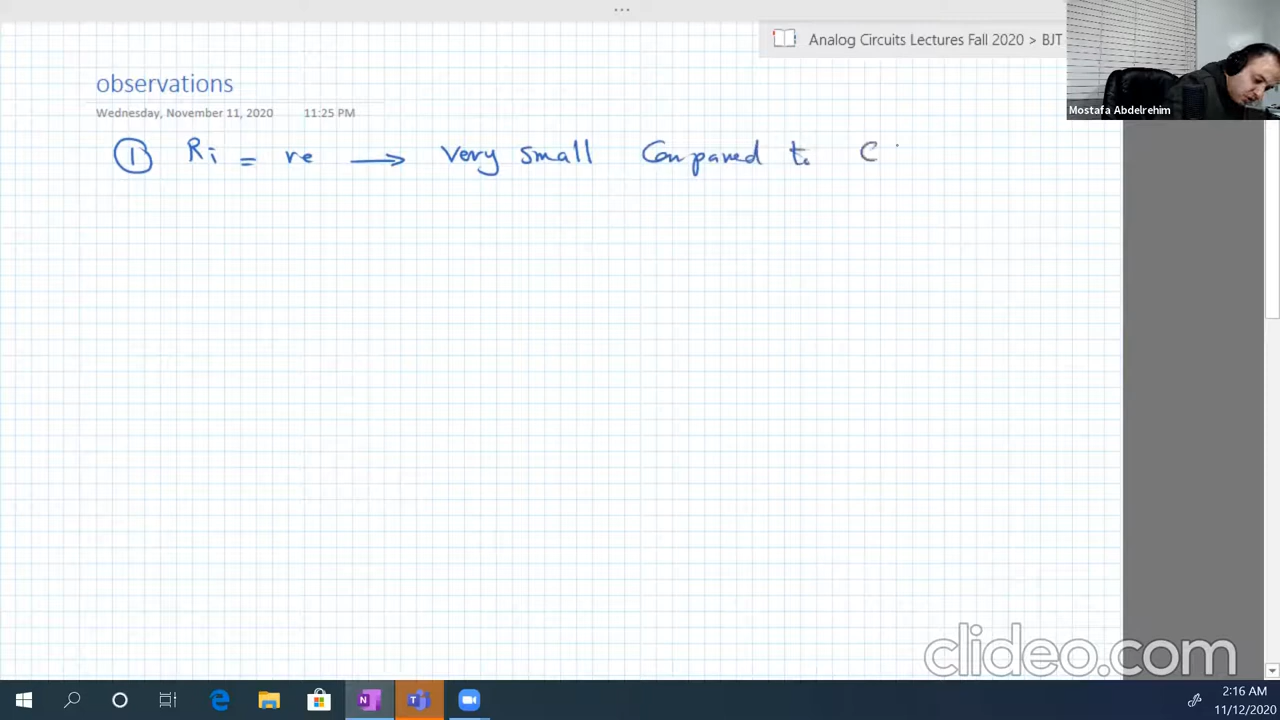 ...
Analog Circuits Lectures Fall 2020 > BJT
observations
Wednesday, November 11, 2020 11:25 PM
Mostafa Abdelrehim
① Ri = re → Very small Compared to C
clideo.com
2:16 AM
11/12/2020